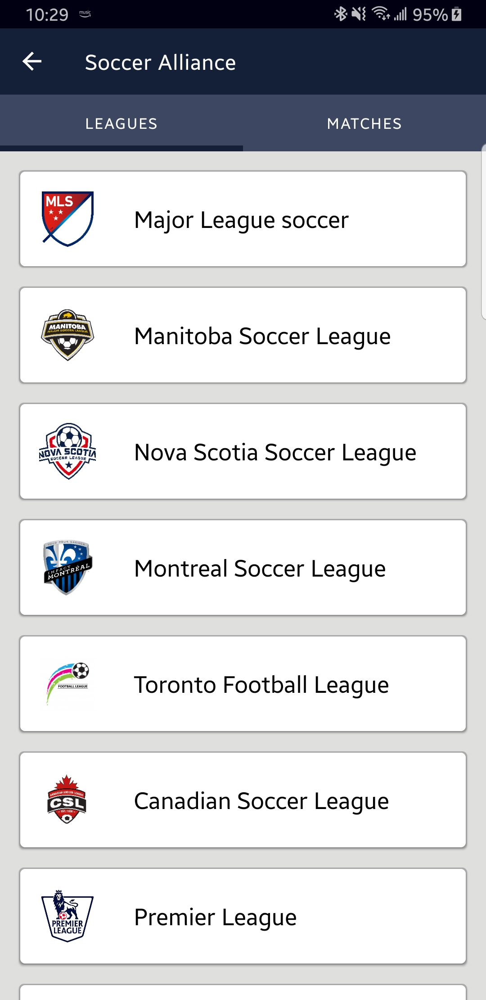 10:29 music 95%
Soccer Alliance
LEAGUES MATCHES
MLS
Major League soccer
MANITOBA
MAJOR SOCCER LEAGUE
Manitoba Soccer League
NOVA SCOTIA
SOCCER LEAGUE
Nova Scotia Soccer League
TOUS POUR GAGNER
IMPACT
MONTRÉAL
Montreal Soccer League
FOOTBALL LEAGUE
Toronto Football League
CANADIAN SOCCER LEAGUE
CSL
Canadian Soccer League
PREMIER
LEAGUE
Premier League